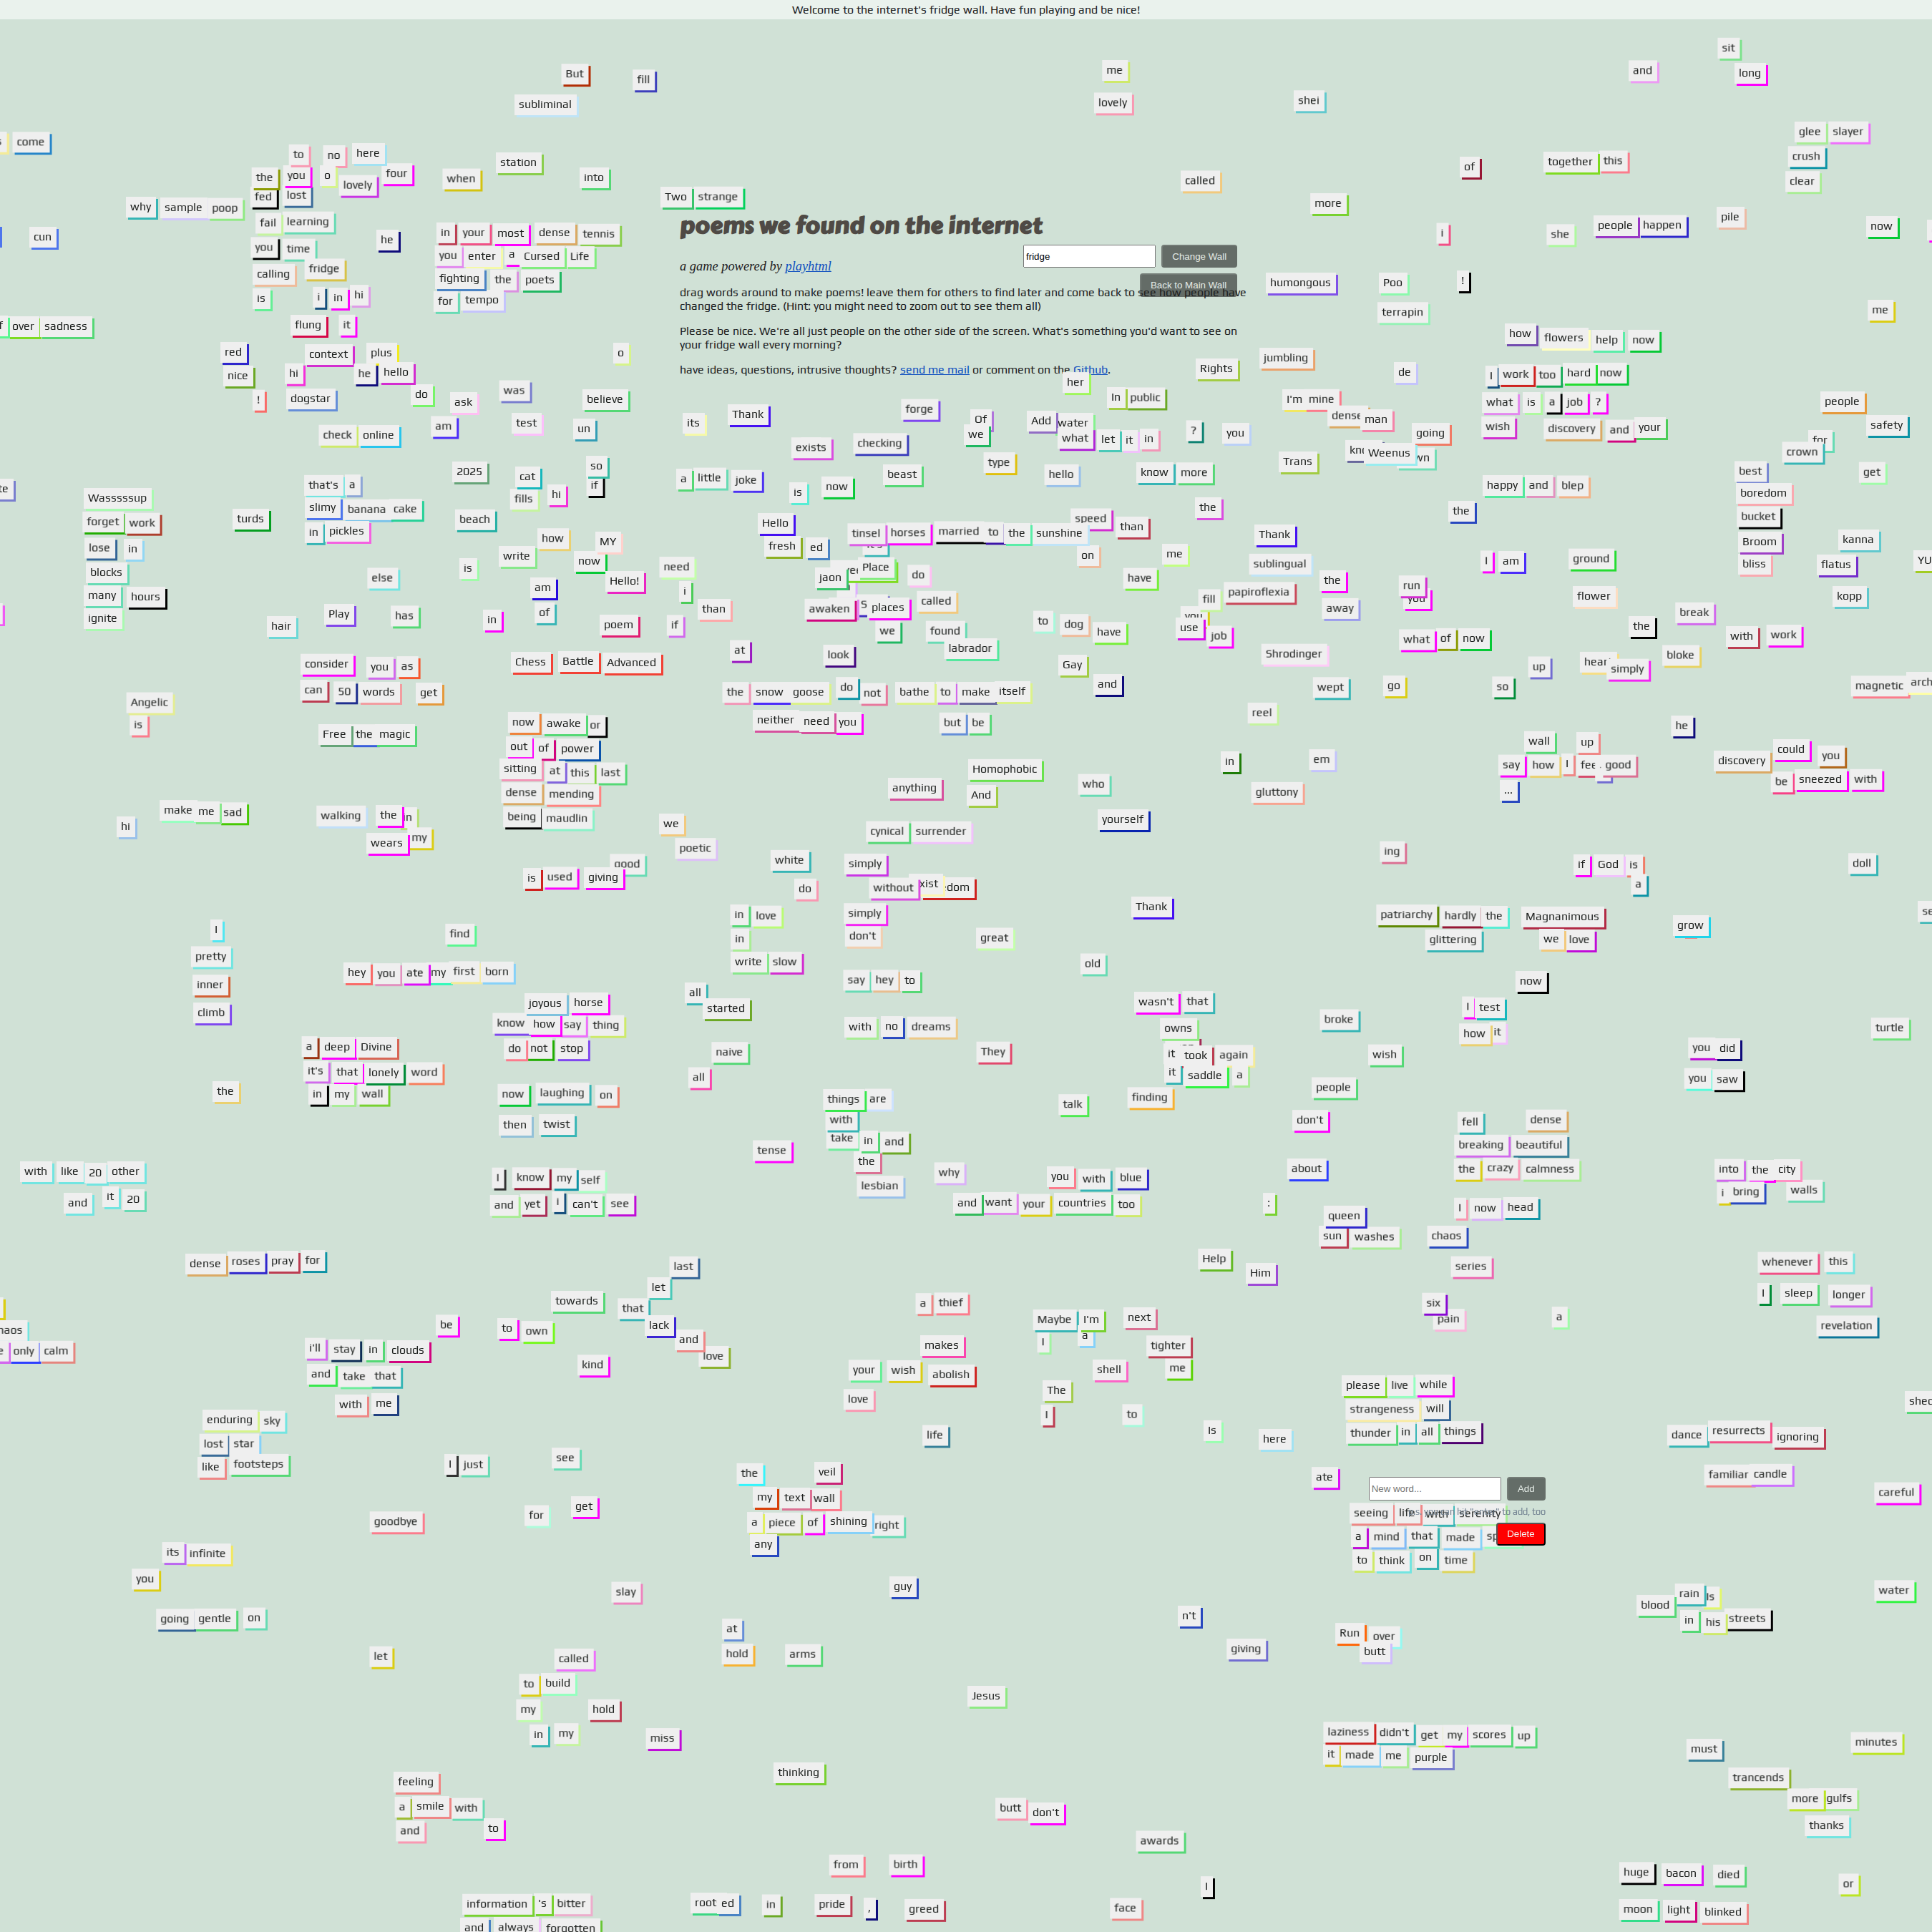 Welcome to the internet's fridge wall. Have fun playing and be nice!
sit
But fill me and long
subliminal lovely shei
come glee slayer
to no here together this crush
the you o four station of
fed lost lovely when into called clear
why sample poop Two strange more
fail learning poems we found on the internet people happen pile now
cun you time he in your most dense tennis i she
calling fridge you enter a Cursed Life fridge Change Wall
is i in hi fighting the poets a game powered by playhtml Back to Main Wall humongous Poo !
for tempo drag words around to make poems! leave them for others to find later and come back to see how people have
changed the fridge. (Hint: you might need to zoom out to see them all)
over sadness flung it terrapin me
Please be nice. We're all just people on the other side of the screen. What's something you'd want to see on
your fridge wall every morning?
how flowers help now
red context plus o jumbling
nice hi he hello have ideas, questions, intrusive thoughts? send me mail or comment on the Github. Rights de I work too hard now
! dogstar do ask was believe her In public I'm mine what is a job ? people
check online am test un its Thank forge Of we Add water what let it in ? you dense man going wish discovery and your safety
exists checking for crown
2025 cat so if type hello know more Trans Weenus best get
that's a fills hi a little joke is now beast happy and blep boredom
Wasssssup slimy banana cake the the bucket
forget work turds in pickles beach Hello speed than Broom kanna
lose in how MY fresh ed tinsel horses married to the sunshine on me Thank
blocks else is write now Hello! need jaon Place do have sublingual I am ground bliss flatus
many hours am i the run kopp
ignite hair Play has in of poem if than awaken places called fill papiroflexia away flower break
we found to dog have use job the with work
consider you as Chess Battle Advanced at look labrador Gay Shrodinger what of now up simply bloke
can 50 words get the snow goose do not bathe to make itself and wept go so magnetic
Angelic is now awake or neither need you but be reel he
Free the magic out of power wall up could you
sitting at this last Homophobic in em say how I good discovery
dense mending anything And who gluttony ... be sneezed with
make me sad walking the being maudlin we yourself
hi wears my poetic cynical surrender ing
good white simply if God is doll
is used giving do without dom a
I find in love simply Thank patriarchy hardly the Magnanimous grow
pretty in don't great glittering we love
hey you ate my first born write slow old
inner all say hey to now
climb joyous horse started wasn't that I test
know how say thing with no dreams owns broke how it turtle
a deep Divine do not stop naive They it took again wish you did
it's that lonely word all it saddle a
the in my wall now laughing on things are talk finding people you saw
then twist with don't fell dense
take in and breaking beautiful
tense the
with like 20 other I know my self lesbian why you with blue about the crazy calmness into the city
and it 20 and yet i can't see and want your countries too : i bring walls
queen I now head
sun washes chaos
dense roses pray for last Help Him series whenever this
let I sleep longer
towards that a thief six pain a
be to own lack and Maybe I'm next revelation
only calm i'll stay in clouds love makes I a tighter
and take that kind your wish abolish shell me please live while
with me love The strangeness will
enduring sky I to thunder in all things dance resurrects ignoring
lost star life Is here
like footsteps I just see the veil ate familiar candle
my text wall New word... Add careful
goodbye for get a piece of shining right seeing life with serenity
any a mind that made Delete
its infinite to think on time
you slay guy rain
blood water
going gentle on at n't in his streets
let called hold arms giving Run over
to build butt
my hold Jesus
in my miss laziness didn't get my scores up
it made me purple must minutes
feeling thinking trancends
a smile with butt don't more gulfs
and to awards thanks
from birth huge bacon died
information 's bitter root ed in pride , greed face I or
and always forgotten moon light blinked